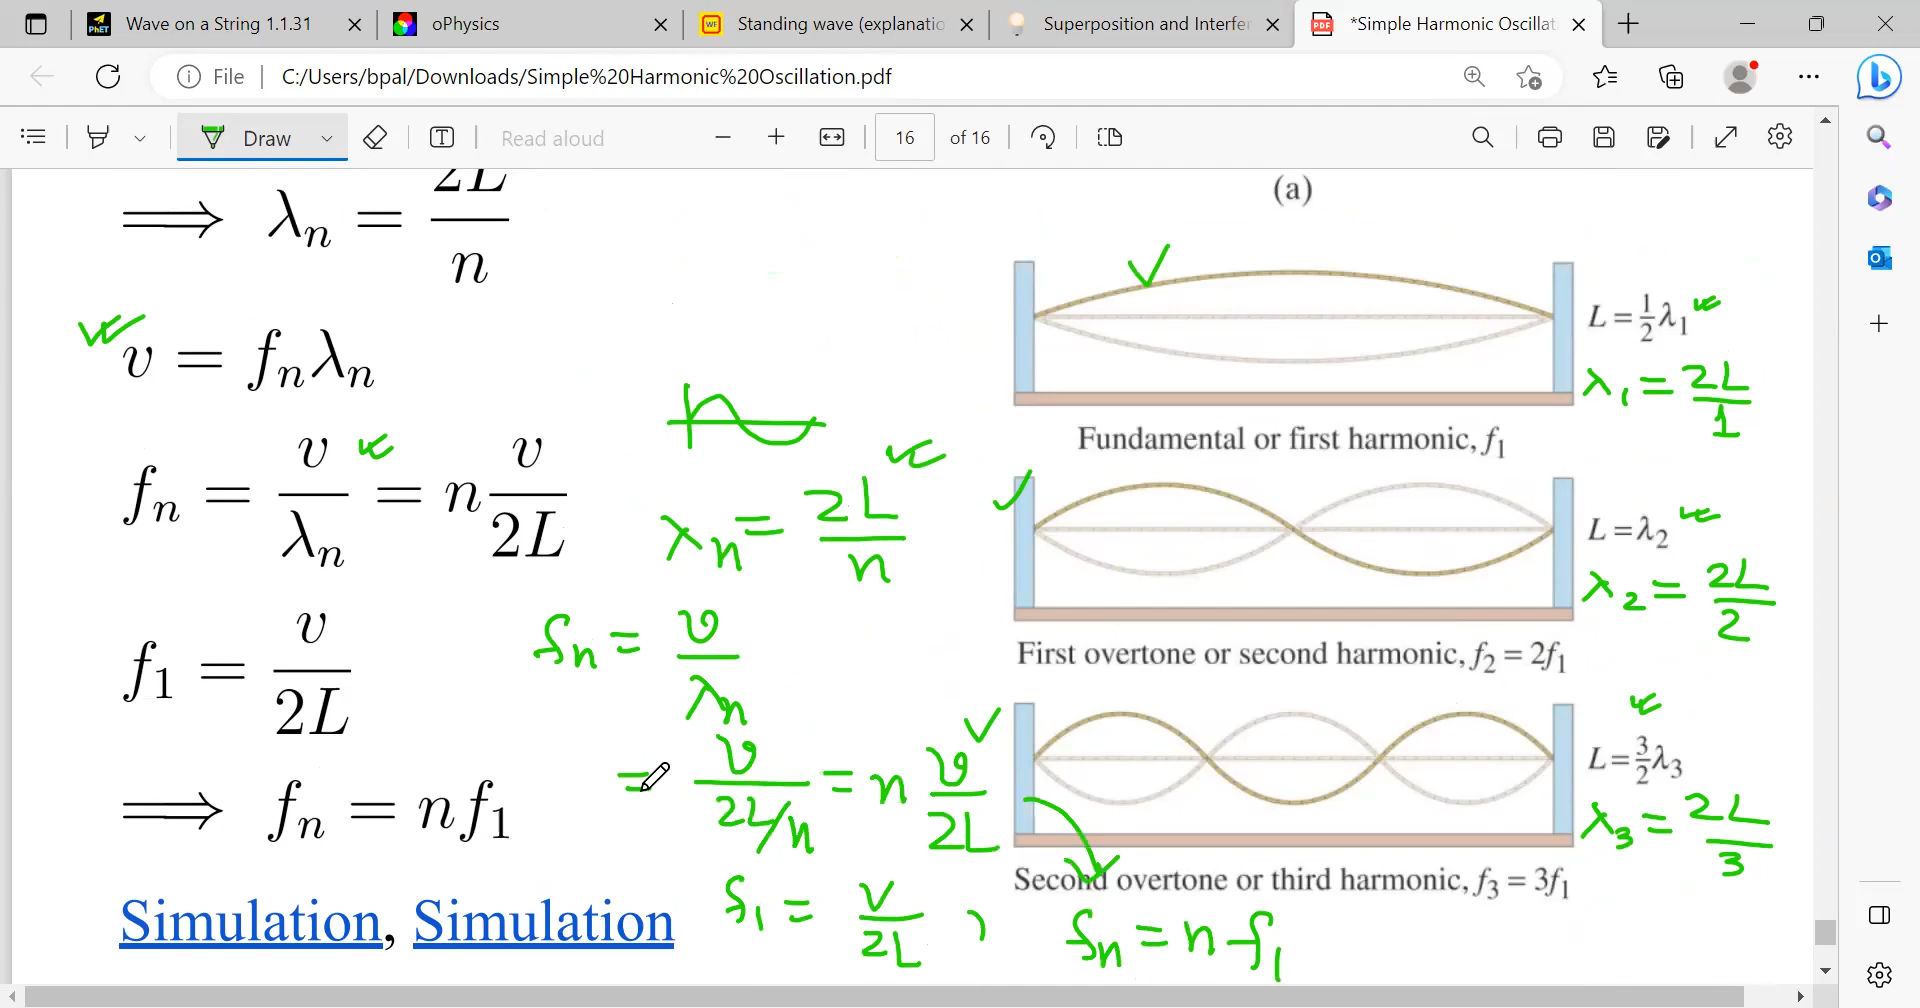 Wave on a String 1.1.31
oPhysics
Standing wave (explanatio
Superposition and Interfer
*Simple Harmonic Oscillat
File
C:/Users/bpal/Downloads/Simple%20Harmonic%20Oscillation.pdf
Draw
Read aloud
16 of 16
⟹ λn = 2L/n
v = fnλn
fn = v/λn = n v/2L
f1 = v/2L
⟹ fn = nf1
Simulation, Simulation
λn = 2L/n
fn = v/λn
= v/2L/n = n v/2L
f1 = v/2L , fn = n f1
(a)
L = 1/2 λ1
λ1 = 2L/1
Fundamental or first harmonic, f1
L = λ2
λ2 = 2L/2
First overtone or second harmonic, f2 = 2f1
L = 3/2 λ3
λ3 = 2L/3
Second overtone or third harmonic, f3 = 3f1